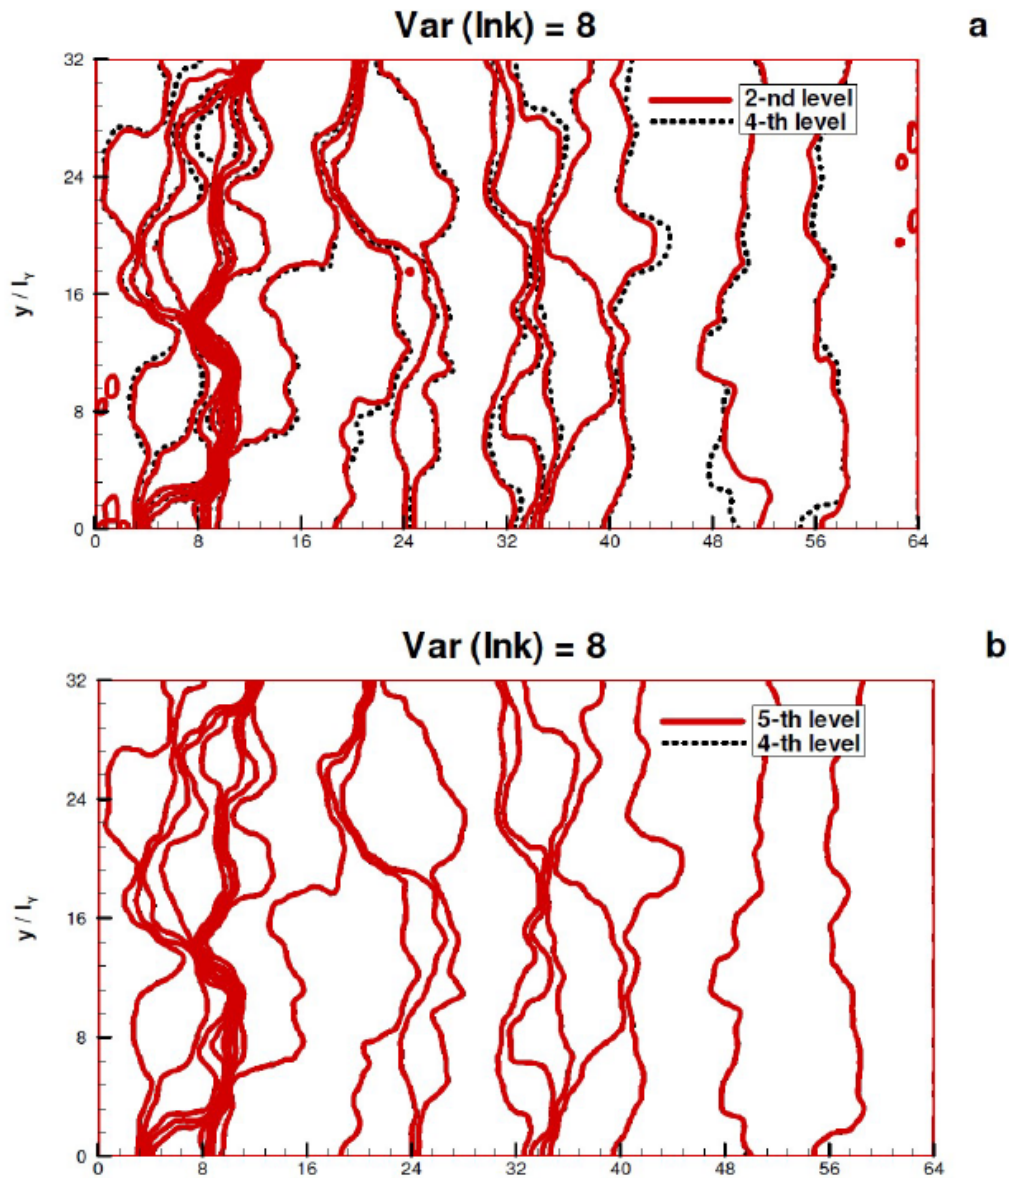 Var (lnk) = 8
a
32
2-nd level
4-th level
24
y / I_Y
16
8
0
0 8 16 24 32 40 48 56 64
Var (lnk) = 8
b
32
5-th level
4-th level
24
y / I_Y
16
8
0
0 8 16 24 32 40 48 56 64